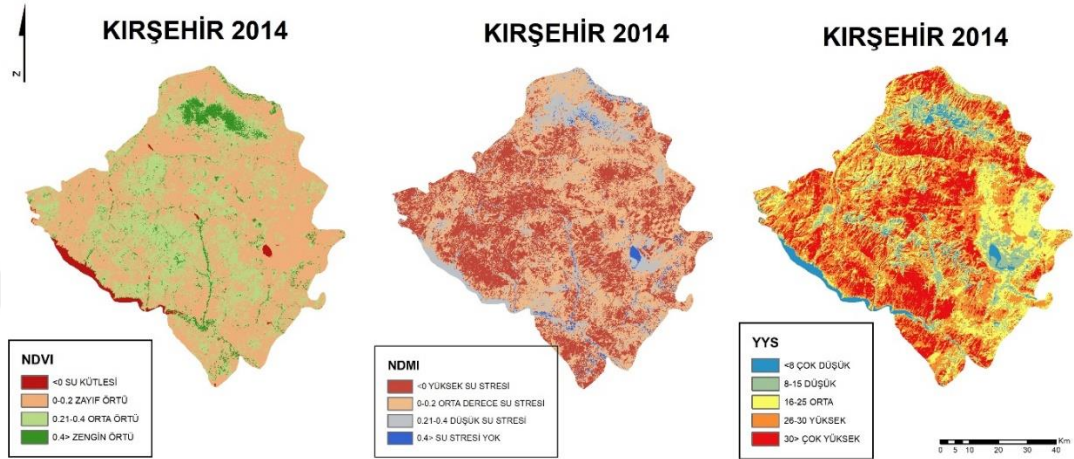 KIRŞEHİR 2014
KIRŞEHİR 2014
KIRŞEHİR 2014
N
NDVI
<0 SU KÜTLESİ
0-0.2 ZAYIF ÖRTÜ
0.21-0.4 ORTA ÖRTÜ
0.4> ZENGİN ÖRTÜ
NDMI
<0 YÜKSEK SU STRESİ
0-0.2 ORTA DERECE SU STRESİ
0.21-0.4 DÜŞÜK SU STRESİ
0.4> SU STRESİ YOK
YYS
<8 ÇOK DÜŞÜK
8-15 DÜŞÜK
16-25 ORTA
26-30 YÜKSEK
30> ÇOK YÜKSEK
Km
0 5 10 20 30 40